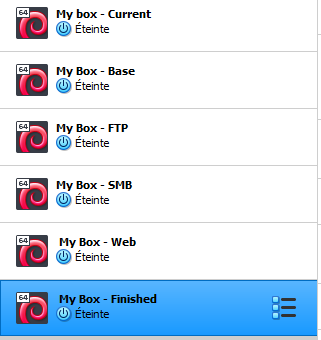 64
My box - Current
Éteinte
64
My Box - Base
Éteinte
64
My Box - FTP
Éteinte
64
My Box - SMB
Éteinte
64
My Box - Web
Éteinte
64
My Box - Finished
Éteinte